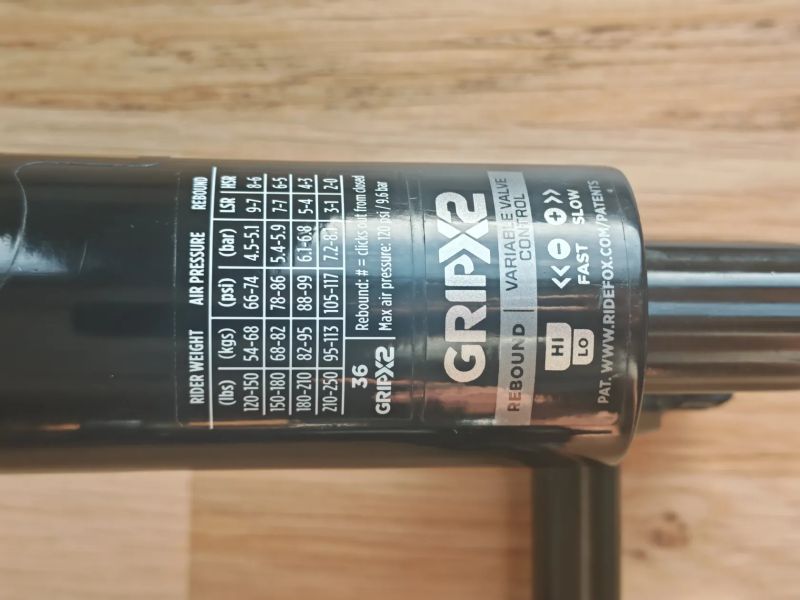 RIDER WEIGHT AIR PRESSURE REBOUND
(lbs) (kgs) (psi) (bar) LSR HSR
120-150 54-68 66-74 4.5-5.1 9-7 8-6
150-180 68-82 78-86 5.4-5.9 7-7 6-5
180-210 82-95 88-99 6.1-6.8 5-4 4-3
210-250 95-113 105-117 7.2-8.1 3-1 2-0
36 Rebound: # = clicks out from closed
GRIPX2 Max air pressure: 120 psi / 9.6 bar
GRIPX2
REBOUND VARIABLE VALVE
CONTROL
HI << - + >>
LO FAST SLOW
PAT. WWW.RIDEFOX.COM/PATENTS